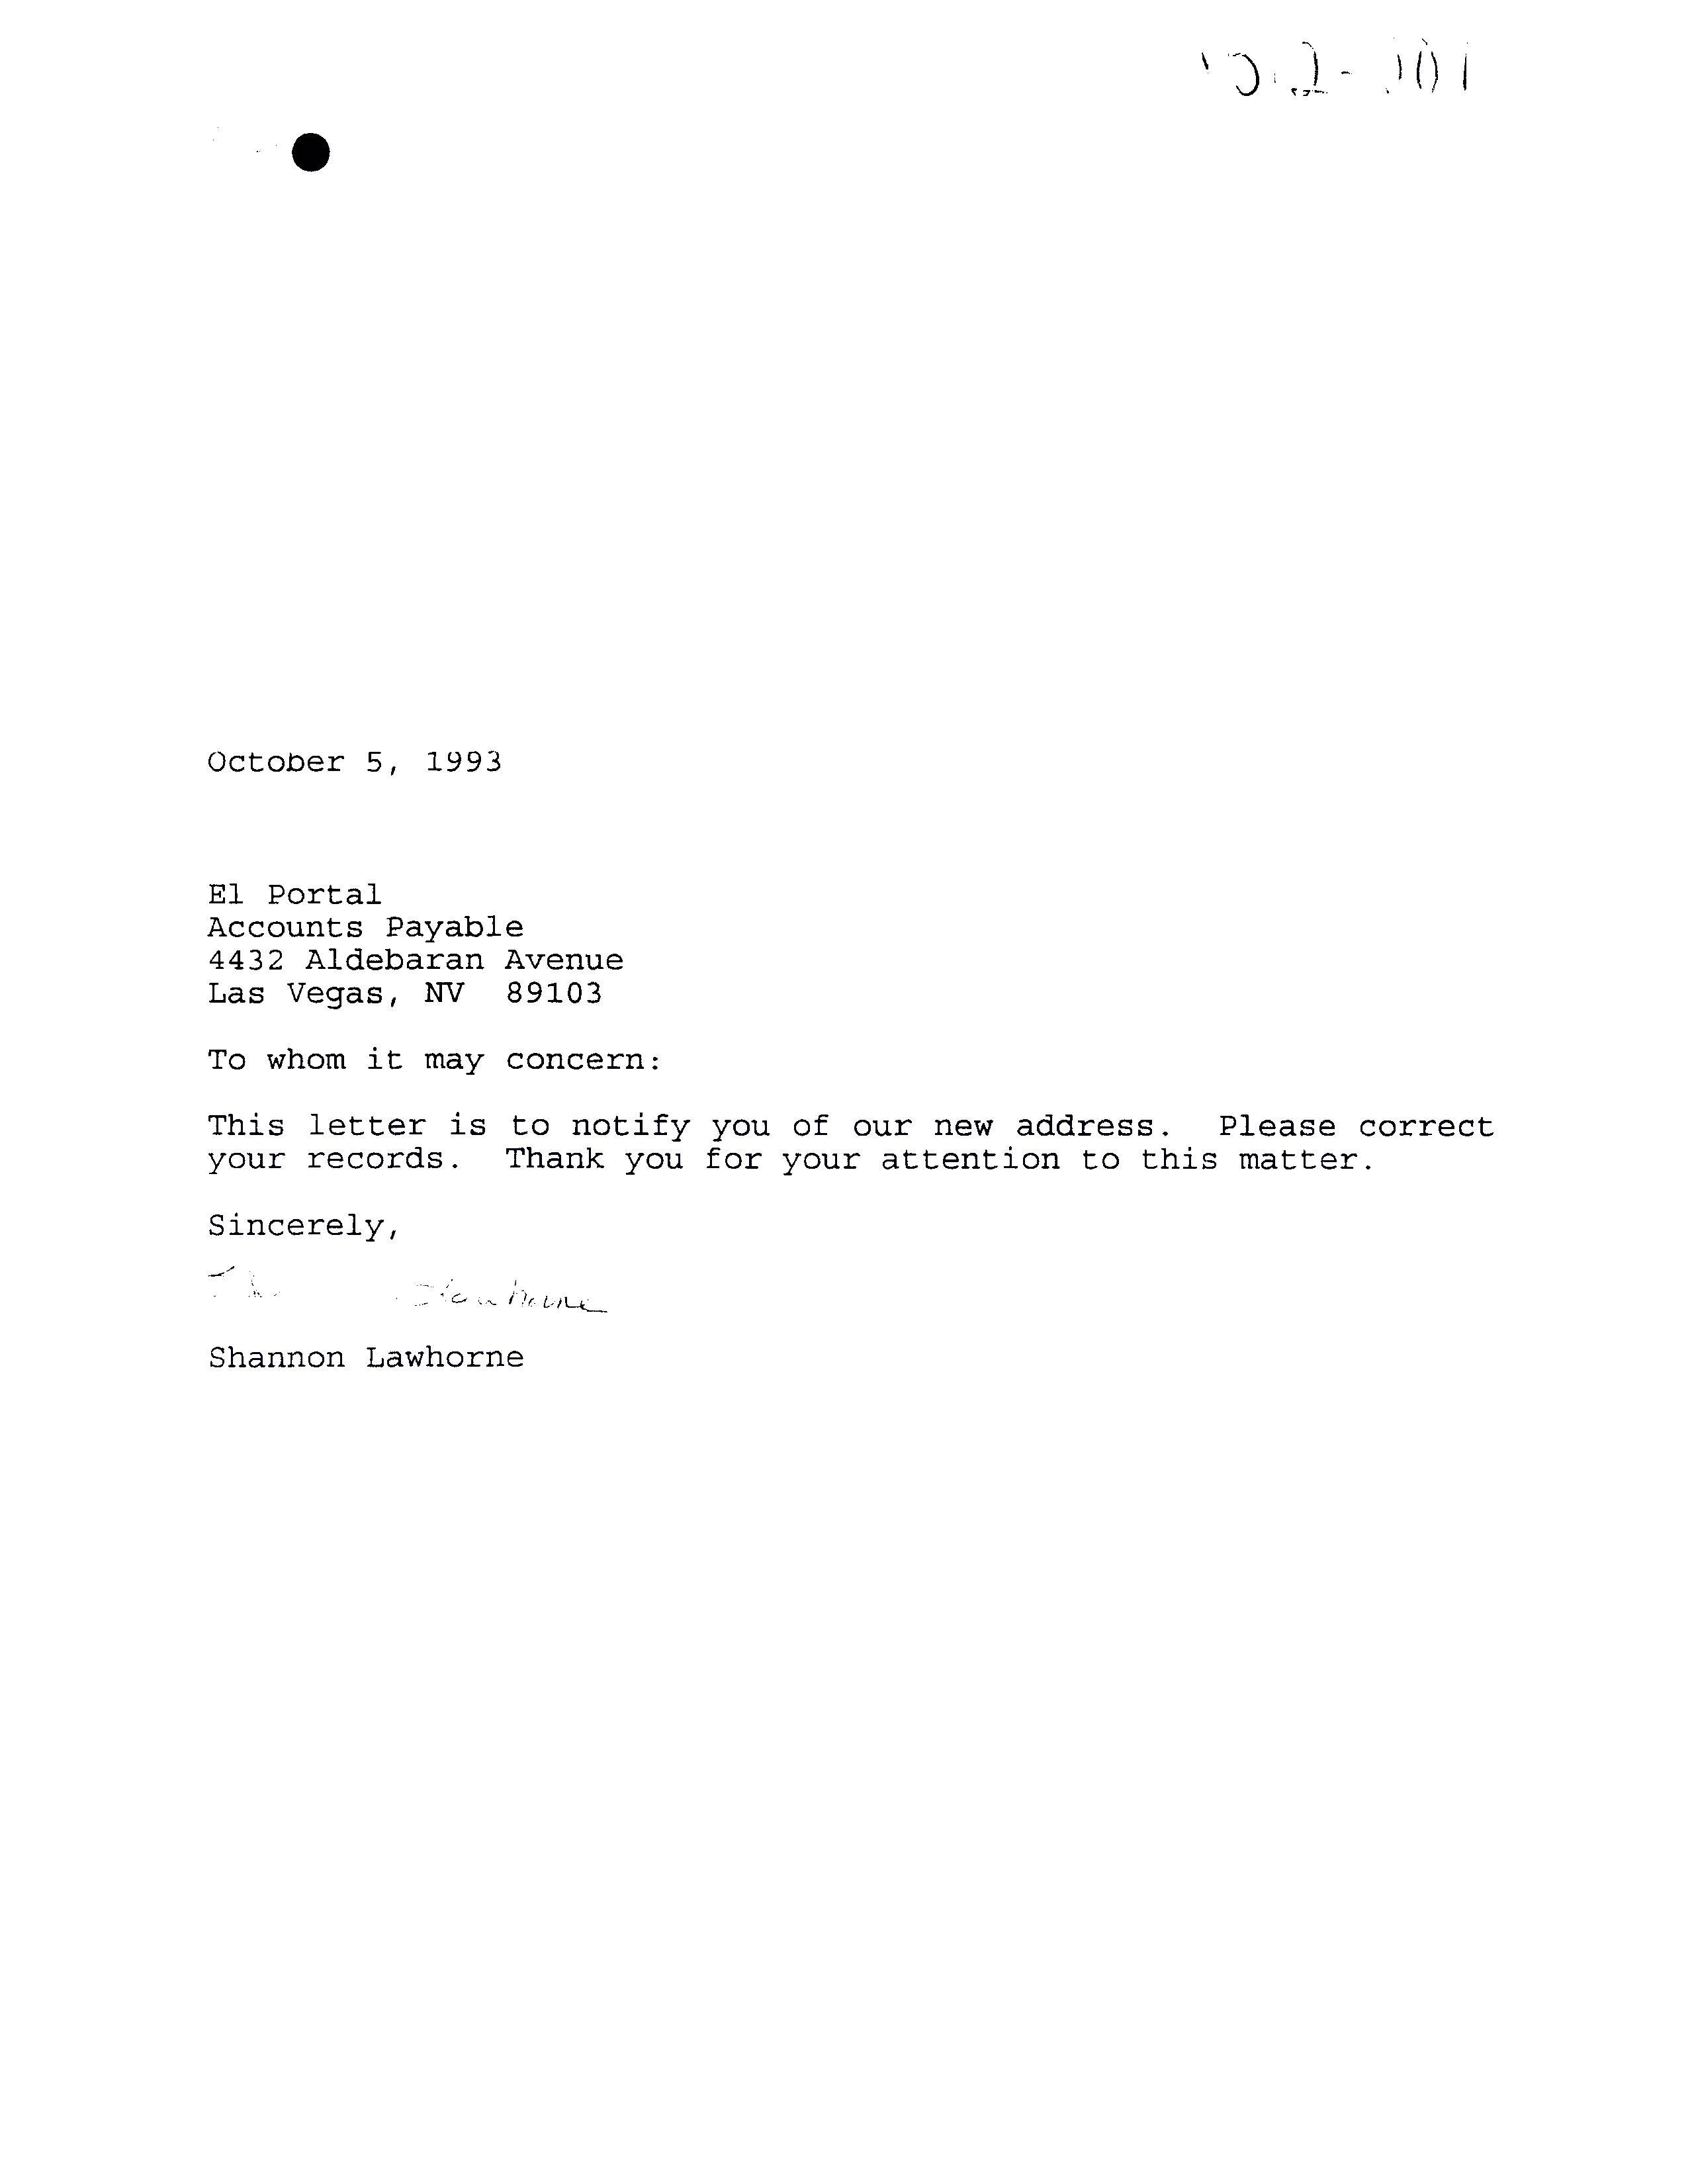 October 5, 1993
El Portal
Accounts Payable
4432 Aldebaran Avenue
Las Vegas, NV  89103
To whom it may concern:
This letter is to notify you of our new address.  Please correct
your records.  Thank you for your attention to this matter.
Sincerely,
Shannon Lawhorne